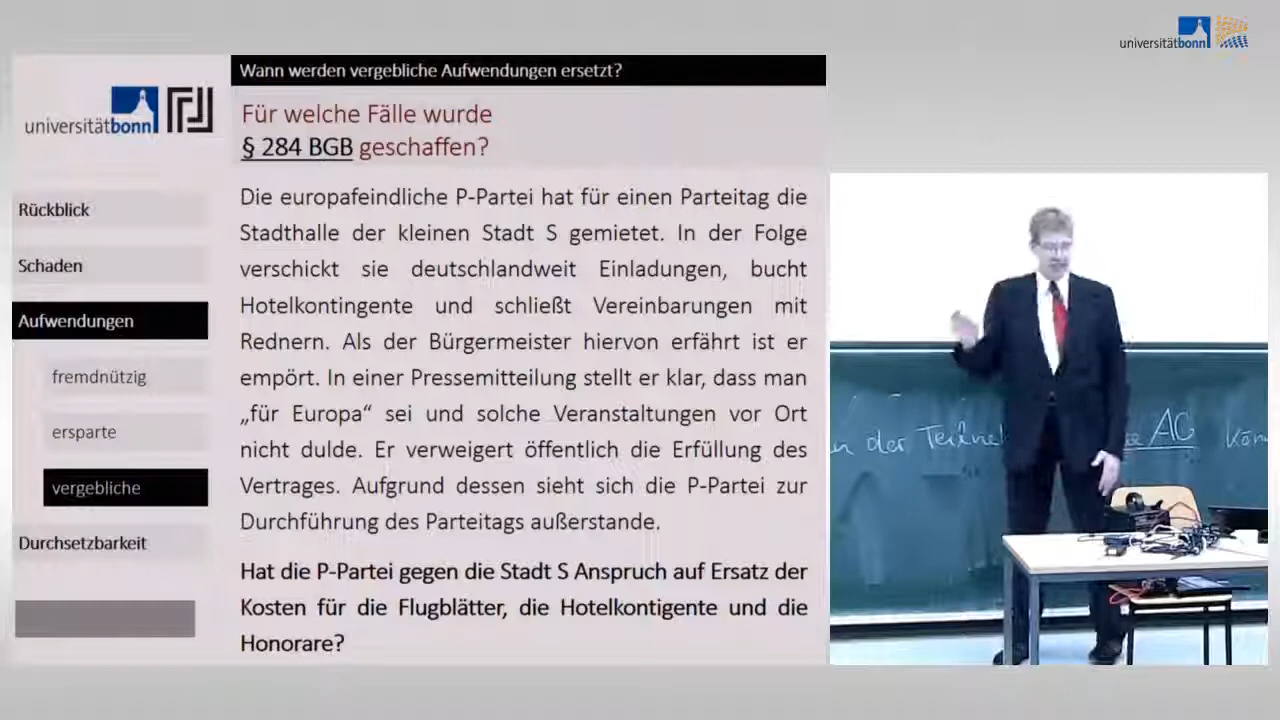 universitätbonn
Wann werden vergebliche Aufwendungen ersetzt?
universitätbonn
Für welche Fälle wurde
§ 284 BGB geschaffen?
Rückblick
Schaden
Aufwendungen
fremdnützig
ersparte
vergebliche
Durchsetzbarkeit
Die europafeindliche P-Partei hat für einen Parteitag die
Stadthalle der kleinen Stadt S gemietet. In der Folge
verschickt sie deutschlandweit Einladungen, bucht
Hotelkontingente und schließt Vereinbarungen mit
Rednern. Als der Bürgermeister hiervon erfährt ist er
empört. In einer Pressemitteilung stellt er klar, dass man
„für Europa“ sei und solche Veranstaltungen vor Ort
nicht dulde. Er verweigert öffentlich die Erfüllung des
Vertrages. Aufgrund dessen sieht sich die P-Partei zur
Durchführung des Parteitags außerstande.
Hat die P-Partei gegen die Stadt S Anspruch auf Ersatz der
Kosten für die Flugblätter, die Hotelkontigente und die
Honorare?
der AG